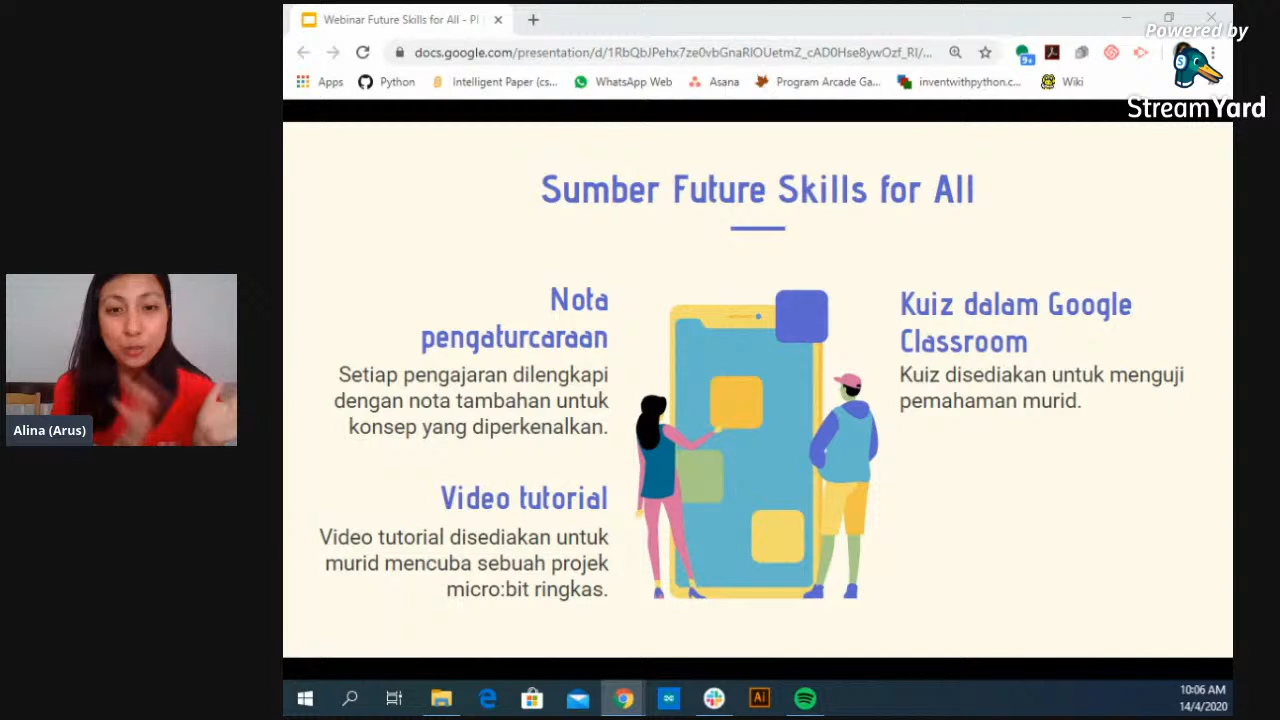 Webinar Future Skills for All - Pl
docs.google.com/presentation/d/1RbQbJPehx7ze0vbGnaRlOUetmZ_cAD0Hse8ywOzf_RI/...
9+
Powered by
StreamYard
Apps
Python
Intelligent Paper (cs...
WhatsApp Web
Asana
Program Arcade Ga...
inventwithpython.c...
Wiki
Sumber Future Skills for All
Nota
pengaturcaraan
Setiap pengajaran dilengkapi
dengan nota tambahan untuk
konsep yang diperkenalkan.
Video tutorial
Video tutorial disediakan untuk
murid mencuba sebuah projek
micro:bit ringkas.
Kuiz dalam Google
Classroom
Kuiz disediakan untuk menguji
pemahaman murid.
Alina (Arus)
Ai
10:06 AM
14/4/2020